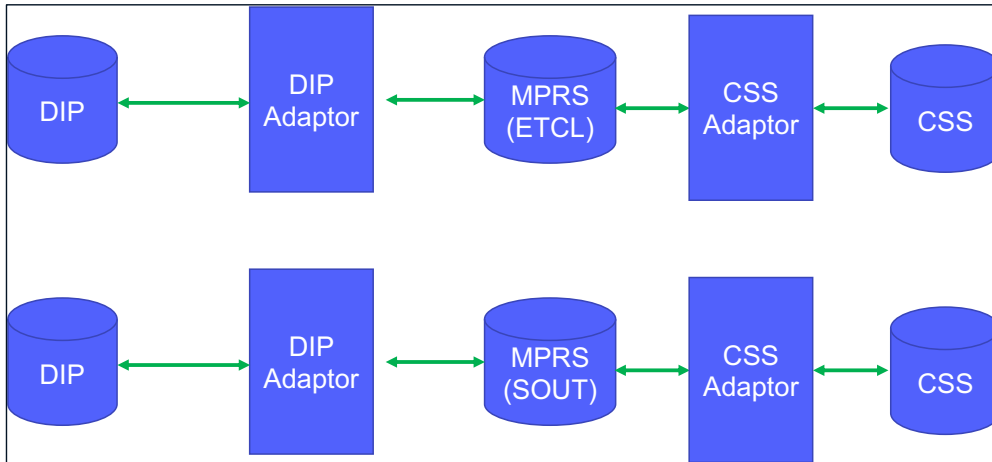 DIP
DIP
Adaptor
MPRS
(ETCL)
CSS
Adaptor
CSS
DIP
DIP
Adaptor
MPRS
(SOUT)
CSS
Adaptor
CSS